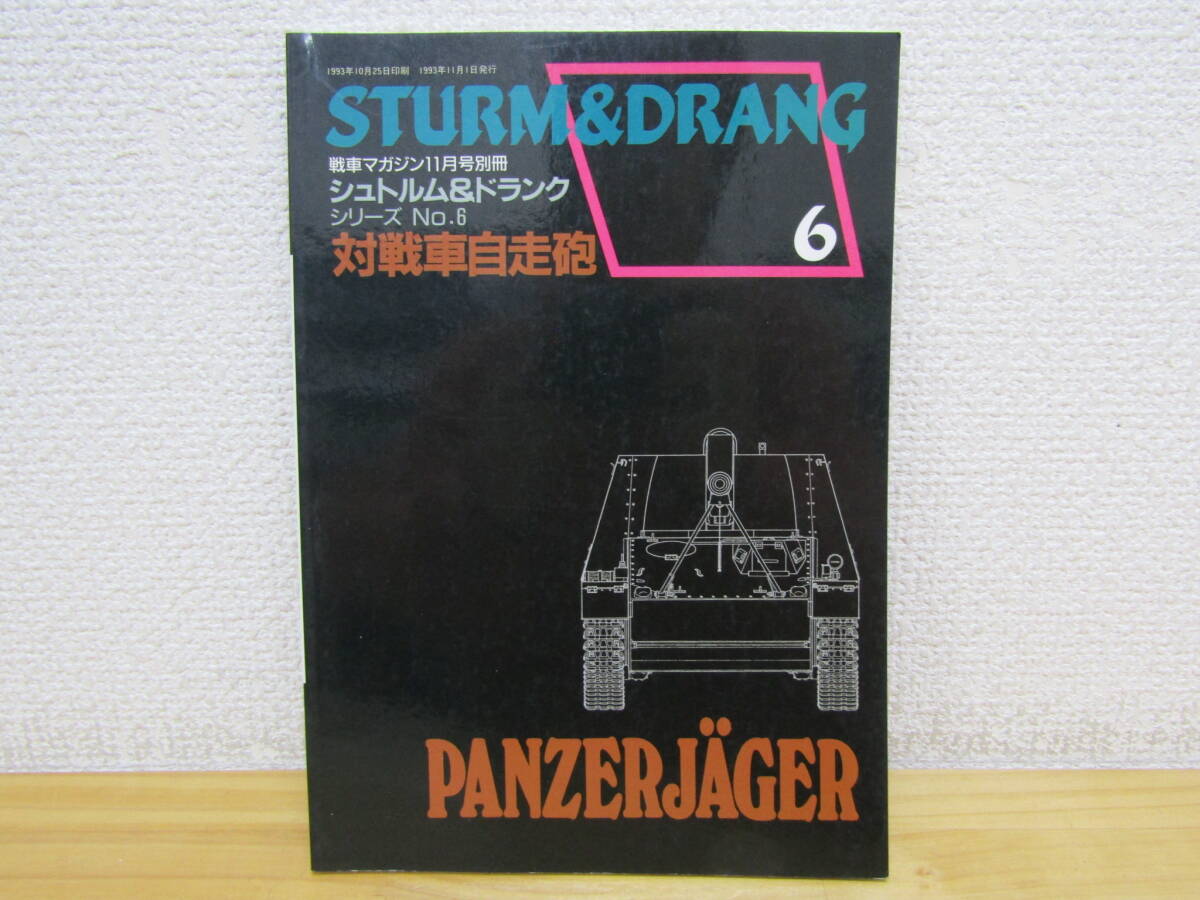 1993年10月25日印刷 1993年11月1日発行
STURM&DRANG
戦車マガジン11月号別冊
シュトルム&ドランク
シリーズ No.6
6
対戦車自走砲
PANZERJÄGER